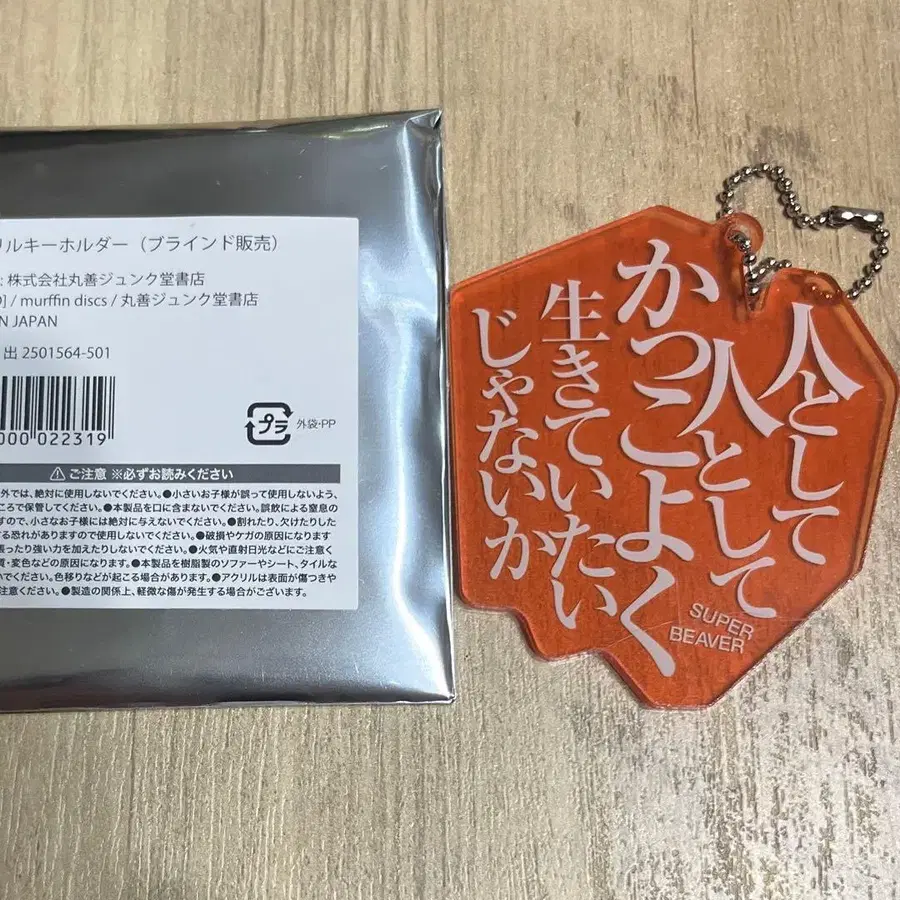 リルキーホルダー（ブラインド販売）
: 株式会社丸善ジュンク堂書店
] / murffin discs / 丸善ジュンク堂書店
N JAPAN
出 2501564-501
000022319
プラ
外袋・PP
ご注意 ※必ずお読みください
外では、絶対に使用しないでください。●小さいお子様が誤って使用しないよう、
ころで保管してください。●本製品を口に含まないでください。誤飲による窒息の
すので、小さなお子様には絶対に与えないでください。●割れたり、欠けたりした
する恐れがありますので使用しないでください。●破損やケガの原因になります
張ったり強い力を加えたりしないでください。●火気や直射日光などにご注意く
質・変色などの原因になります。●本製品を樹脂製のソファーやシート、タイルな
いでください。色移りなどが起こる場合があります。●アクリルは表面が傷つきや
注意ください。●製造の関係上、軽微な傷が発生する場合がございます。
人として
人として
かっこよく
生きていたい
じゃないか
SUPER
BEAVER